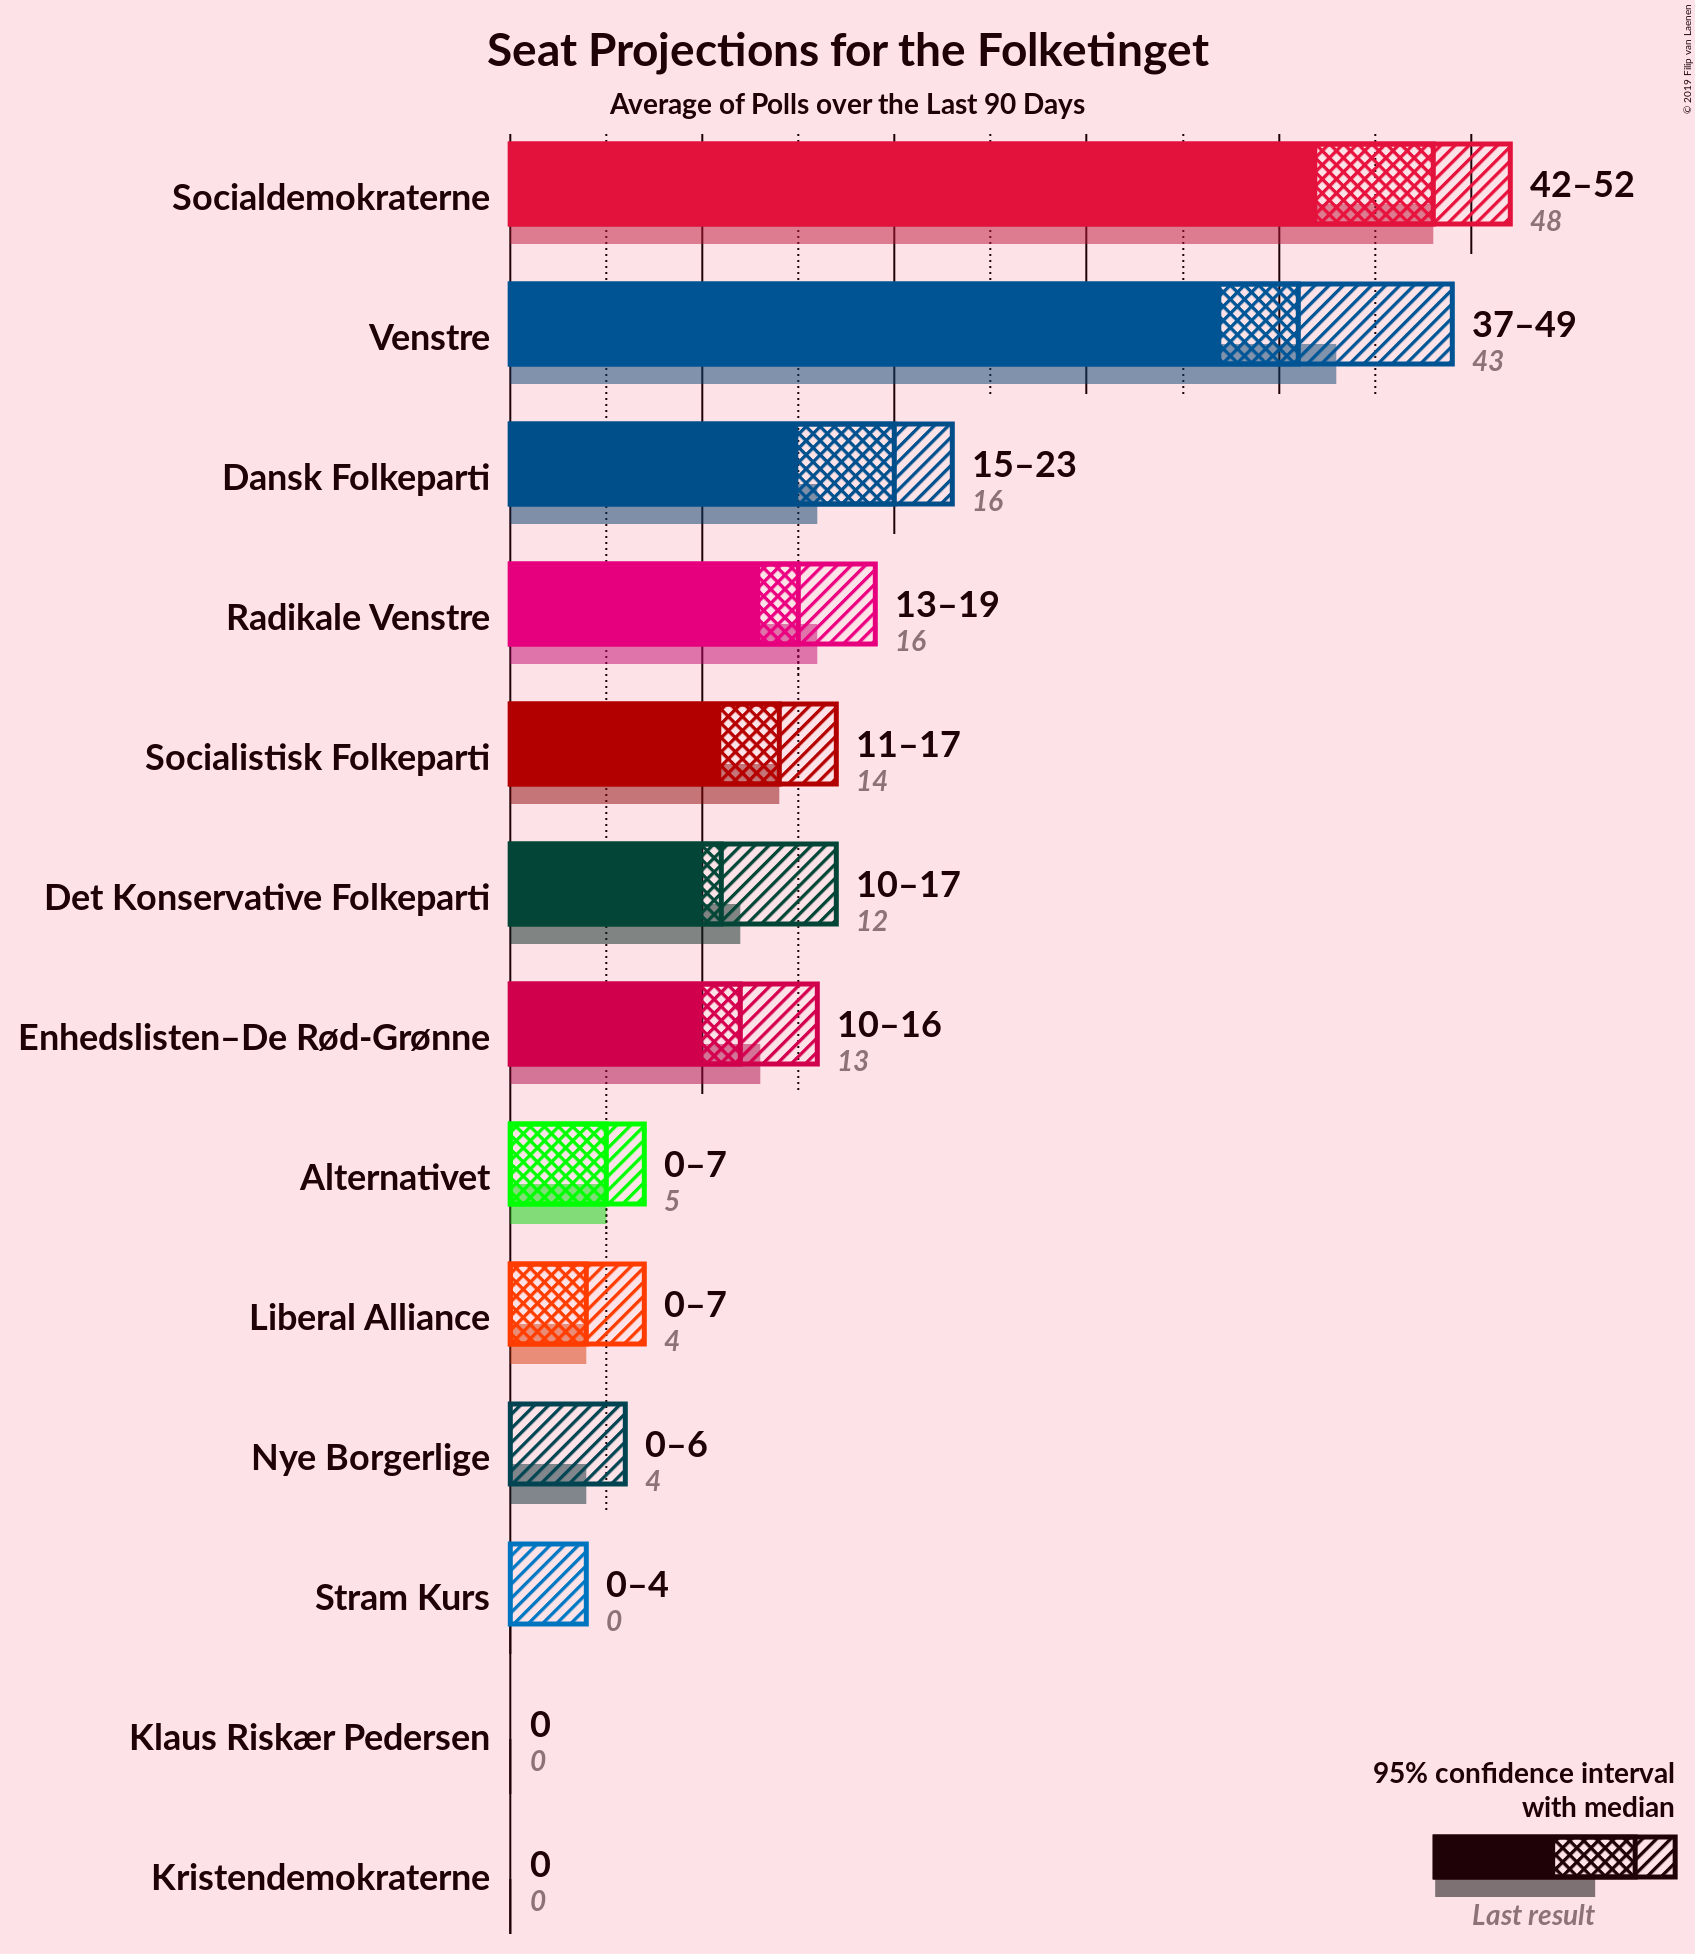 Seat Projections for the Folketinget
Average of Polls over the Last 90 Days
© 2019 Filip van Laenen
Socialdemokraterne
42–52
48
Venstre
37–49
43
Dansk Folkeparti
15–23
16
Radikale Venstre
13–19
16
Socialistisk Folkeparti
11–17
14
Det Konservative Folkeparti
10–17
12
Enhedslisten–De Rød-Grønne
10–16
13
Alternativet
0–7
5
Liberal Alliance
0–7
4
Nye Borgerlige
0–6
4
Stram Kurs
0–4
0
Klaus Riskær Pedersen
0
0
Kristendemokraterne
0
0
95% confidence interval
with median
Last result